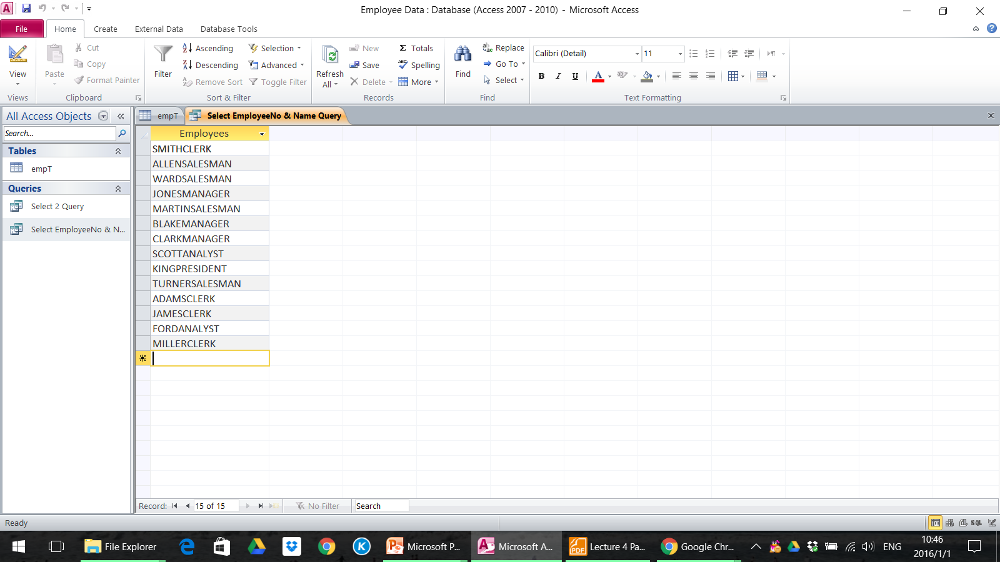 Employee Data : Database (Access 2007 - 2010) - Microsoft Access
File Home Create External Data Database Tools
View
Views
Paste
Cut
Copy
Format Painter
Clipboard
Filter
Ascending
Descending
Remove Sort
Selection
Advanced
Toggle Filter
Sort & Filter
Refresh
All
New
Save
Delete
Totals
Spelling
More
Records
Find
Replace
Go To
Select
Find
Calibri (Detail) 11
B I U A
Text Formatting
All Access Objects
Search...
Tables
empT
Queries
Select 2 Query
Select EmployeeNo & N...
empT Select EmployeeNo & Name Query
Employees
SMITHCLERK
ALLENSALESMAN
WARDSALESMAN
JONESMANAGER
MARTINSALESMAN
BLAKEMANAGER
CLARKMANAGER
SCOTTANALYST
KINGPRESIDENT
TURNERSALESMAN
ADAMSCLERK
JAMESCLERK
FORDANALYST
MILLERCLERK
Record: 15 of 15 No Filter Search
Ready SQL
File Explorer Microsoft P... Microsoft A... Lecture 4 Pa... Google Chr... ENG
10:46
2016/1/1